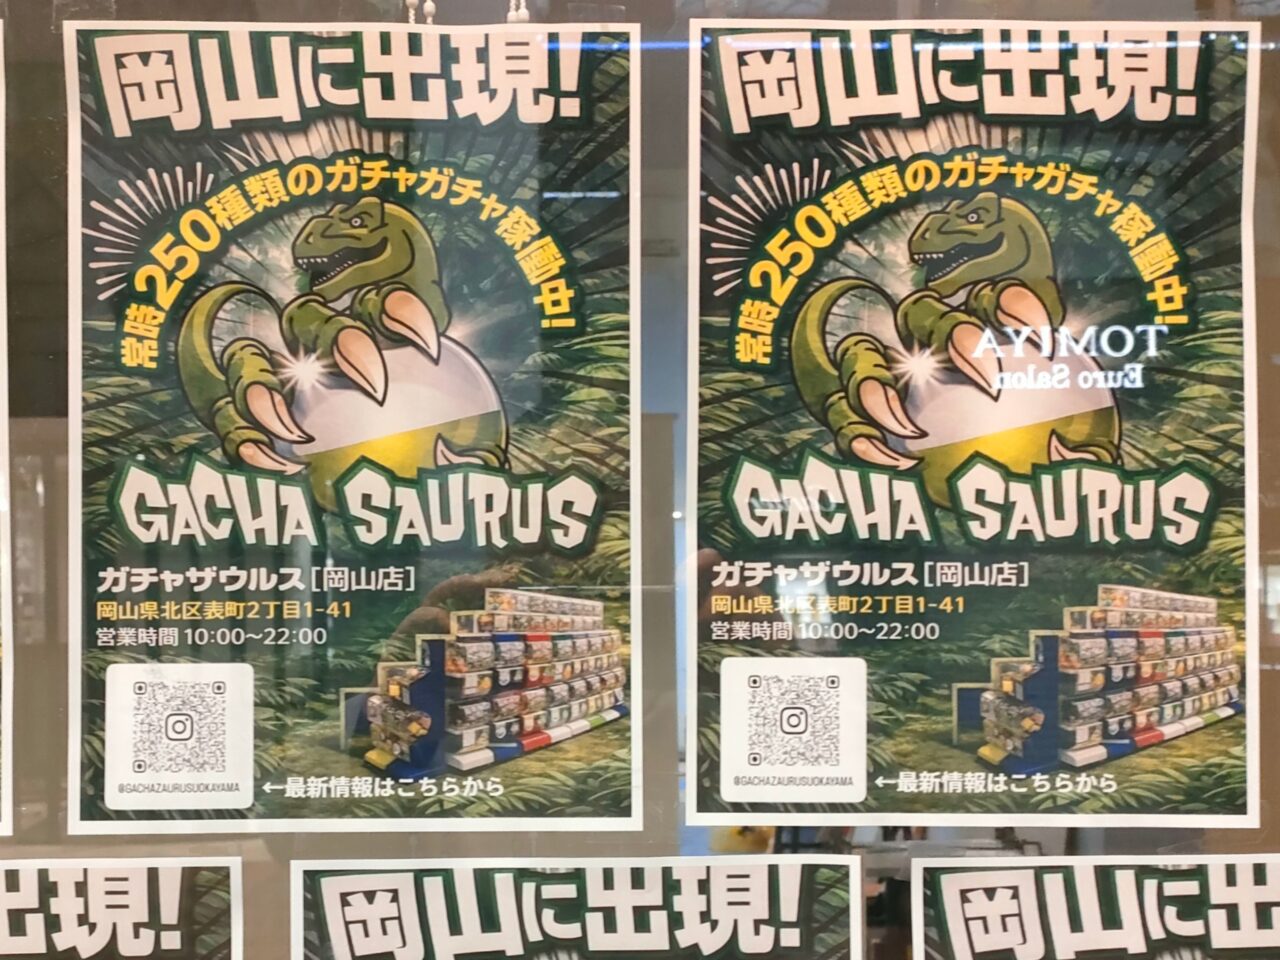 岡山に出現!
常時250種類のガチャガチャ稼働中!
GACHA SAURUS
ガチャザウルス[岡山店]
岡山県北区表町2丁目1-41
営業時間 10:00〜22:00
@GACHAZAURUSUOKAYAMA
←最新情報はこちらから
岡山に出現!
常時250種類のガチャガチャ稼働中!
TOMIYA
Euro Salon
GACHA SAURUS
ガチャザウルス[岡山店]
岡山県北区表町2丁目1-41
営業時間 10:00〜22:00
@GACHAZAURUSUOKAYAMA
←最新情報はこちらから
出現!
岡山に出現!
岡山に出